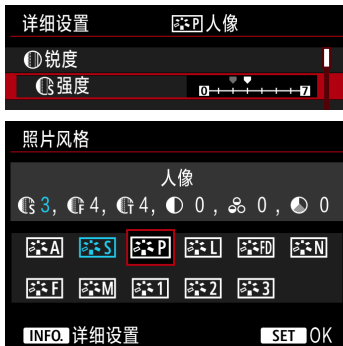 详细设置 P 人像
锐度
S 强度
0 7
照片风格
人像
S 3, F 4, T 4, 0, 0, 0
A S P L FD N
F M 1 2 3
INFO. 详细设置 SET OK